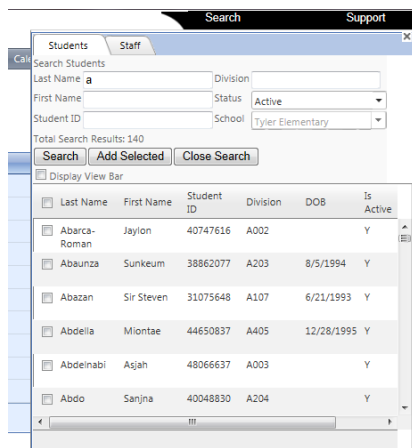 Search Support
Students Staff
Search Students
Last Name a Division
First Name Status Active
Student ID School Tyler Elementary
Total Search Results: 140
Search Add Selected Close Search
Display View Bar
Last Name First Name Student ID Division DOB Is Active
Abarca-Roman Jaylon 40747616 A002 Y
Abaunza Sunkeum 38862077 A203 8/5/1994 Y
Abazan Sir Steven 31075648 A107 6/21/1993 Y
Abdella Miontae 44650837 A405 12/28/1995 Y
Abdelnabi Asjah 48066637 A003 Y
Abdo Sanjna 40048830 A204 Y